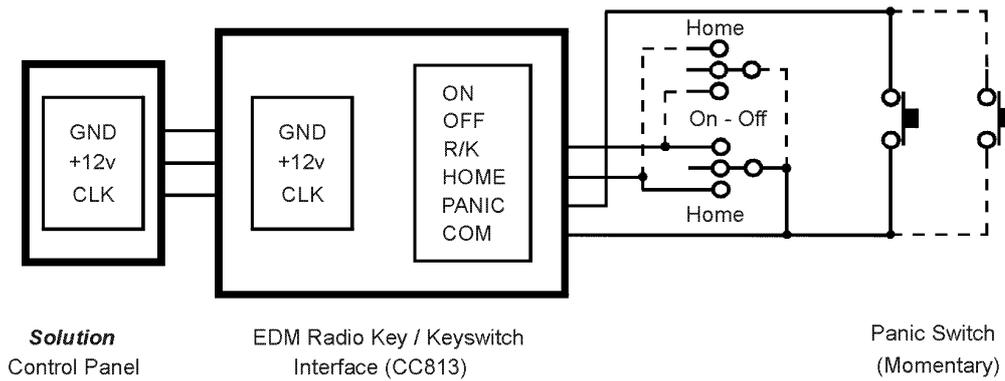 Home
GND
+12v
CLK
GND
+12v
CLK
ON
OFF
R/K
HOME
PANIC
COM
On - Off
Home
Solution
Control Panel
EDM Radio Key / Keyswitch
Interface (CC813)
Panic Switch
(Momentary)